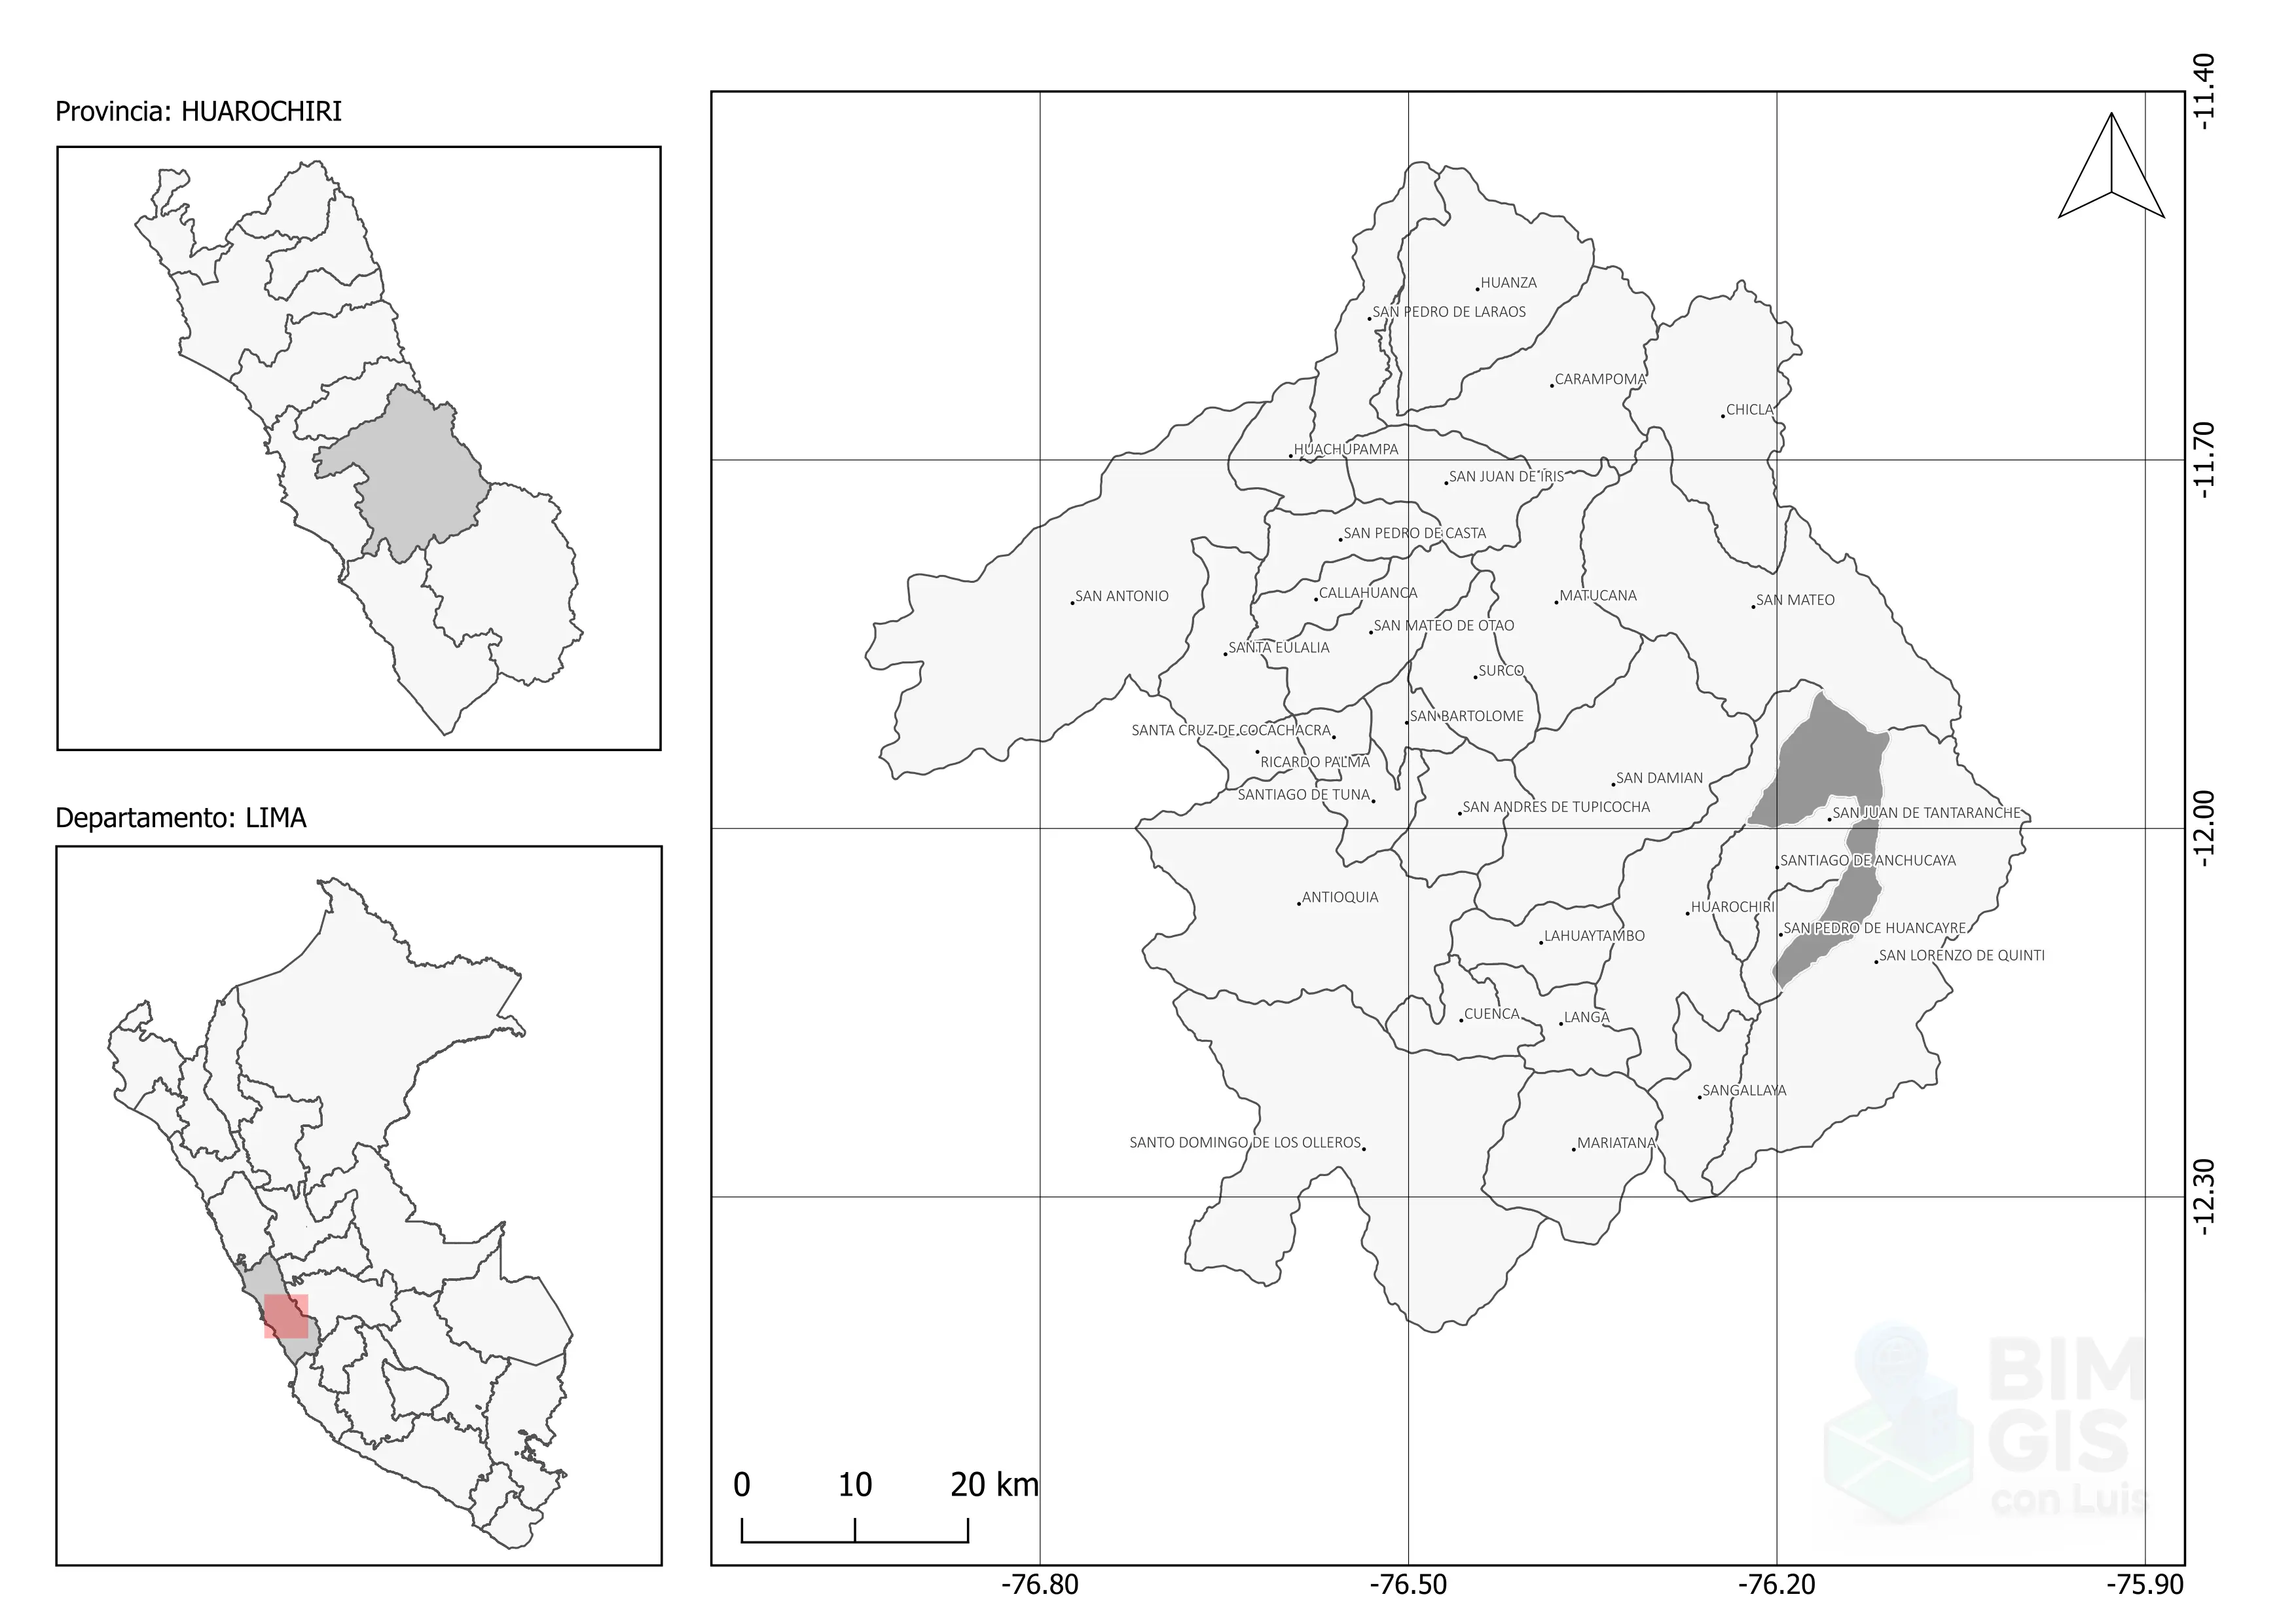 Provincia: HUAROCHIRI
Departamento: LIMA
-11.40
HUANZA
SAN PEDRO DE LARAOS
CARAMPOMA
CHICLA
HUACHUPAMPA
-11.70
SAN JUAN DE IRIS
SAN PEDRO DE CASTA
SAN ANTONIO
CALLAHUANCA
MATUCANA
SAN MATEO
SAN MATEO DE OTAO
SANTA EULALIA
SURCO
SAN BARTOLOME
SANTA CRUZ DE COCACHACRA
RICARDO PALMA
SAN DAMIAN
SANTIAGO DE TUNA
SAN ANDRES DE TUPICOCHA
SAN JUAN DE TANTARANCHE
-12.00
SANTIAGO DE ANCHUCAYA
ANTIOQUIA
HUAROCHIRI
SAN PEDRO DE HUANCAYRE
LAHUAYTAMBO
SAN LORENZO DE QUINTI
CUENCA
LANGA
SANGALLAYA
SANTO DOMINGO DE LOS OLLEROS
MARIATANA
-12.30
BIM
GIS
con Luis
0 10 20 km
-76.80 -76.50 -76.20 -75.90